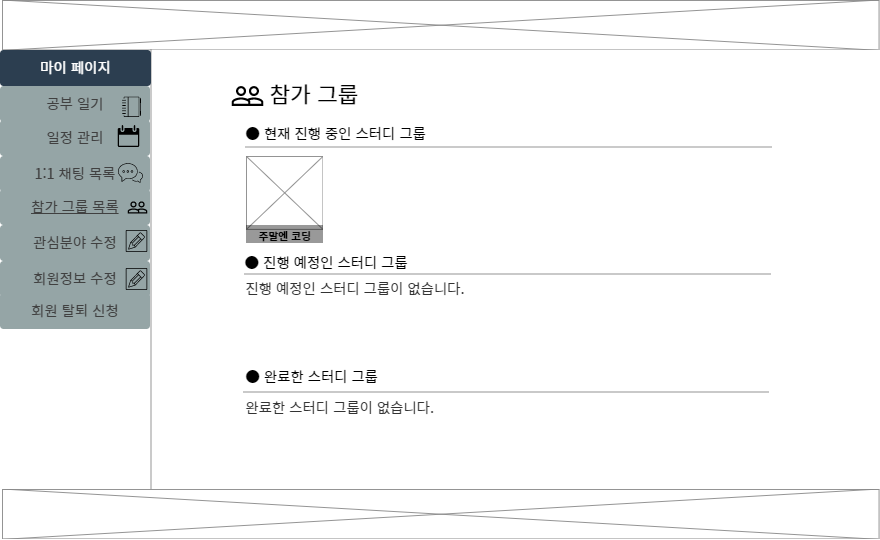 마이 페이지
공부 일기
일정 관리
1:1 채팅 목록
참가 그룹 목록
관심분야 수정
회원정보 수정
회원 탈퇴 신청
참가 그룹
● 현재 진행 중인 스터디 그룹
주말엔 코딩
● 진행 예정인 스터디 그룹
진행 예정인 스터디 그룹이 없습니다.
● 완료한 스터디 그룹
완료한 스터디 그룹이 없습니다.